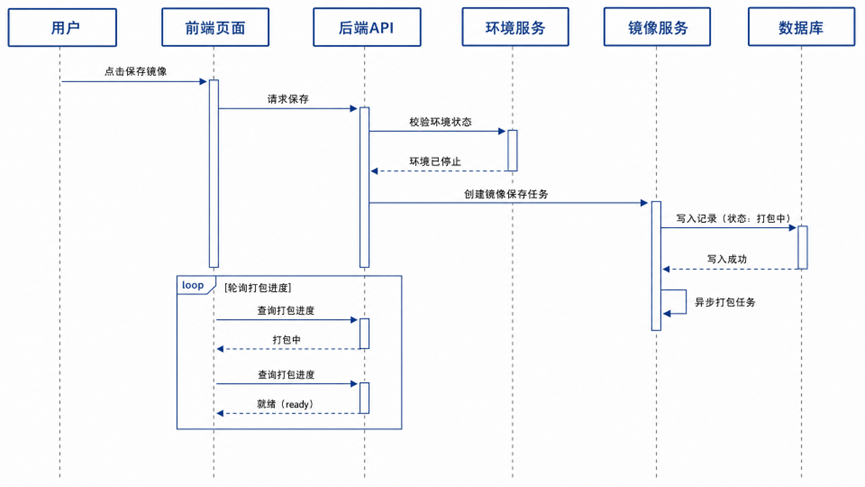 用户
前端页面
后端API
环境服务
镜像服务
数据库
点击保存镜像
请求保存
校验环境状态
环境已停止
创建镜像保存任务
写入记录（状态：打包中）
写入成功
异步打包任务
loop
[轮询打包进度]
查询打包进度
打包中
查询打包进度
就绪（ready）